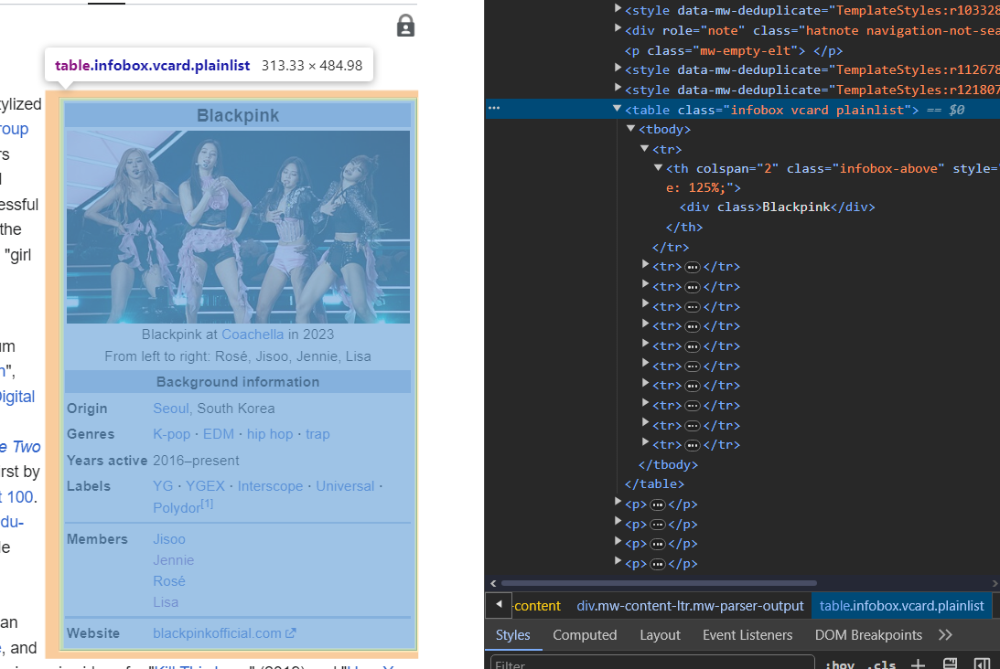 table.infobox.vcard.plainlist 313.33 × 484.98
tylized
roup
rs
essful
the
"girl
um
n",
Digital
e Two
irst by
t 100.
du-
le
an
, and
Blackpink
Blackpink at Coachella in 2023
From left to right: Rosé, Jisoo, Jennie, Lisa
Background information
Origin Seoul, South Korea
Genres K-pop · EDM · hip hop · trap
Years active 2016–present
Labels YG · YGEX · Interscope · Universal ·
Polydor[1]
Members Jisoo
Jennie
Rosé
Lisa
Website blackpinkofficial.com
<style data-mw-deduplicate="TemplateStyles:r103328
<div role="note" class="hatnote navigation-not-sea
<p class="mw-empty-elt"> </p>
<style data-mw-deduplicate="TemplateStyles:r112678
<style data-mw-deduplicate="TemplateStyles:r121807
<table class="infobox vcard plainlist"> == $0
<tbody>
<tr>
<th colspan="2" class="infobox-above" style="
e: 125%;">
<div class>Blackpink</div>
</th>
</tr>
<tr>…</tr>
<tr>…</tr>
<tr>…</tr>
<tr>…</tr>
<tr>…</tr>
<tr>…</tr>
<tr>…</tr>
<tr>…</tr>
<tr>…</tr>
<tr>…</tr>
</tbody>
</table>
<p>…</p>
<p>…</p>
<p>…</p>
<p>…</p>
-content div.mw-content-ltr.mw-parser-output table.infobox.vcard.plainlist
Styles Computed Layout Event Listeners DOM Breakpoints
Filter :hov .cls